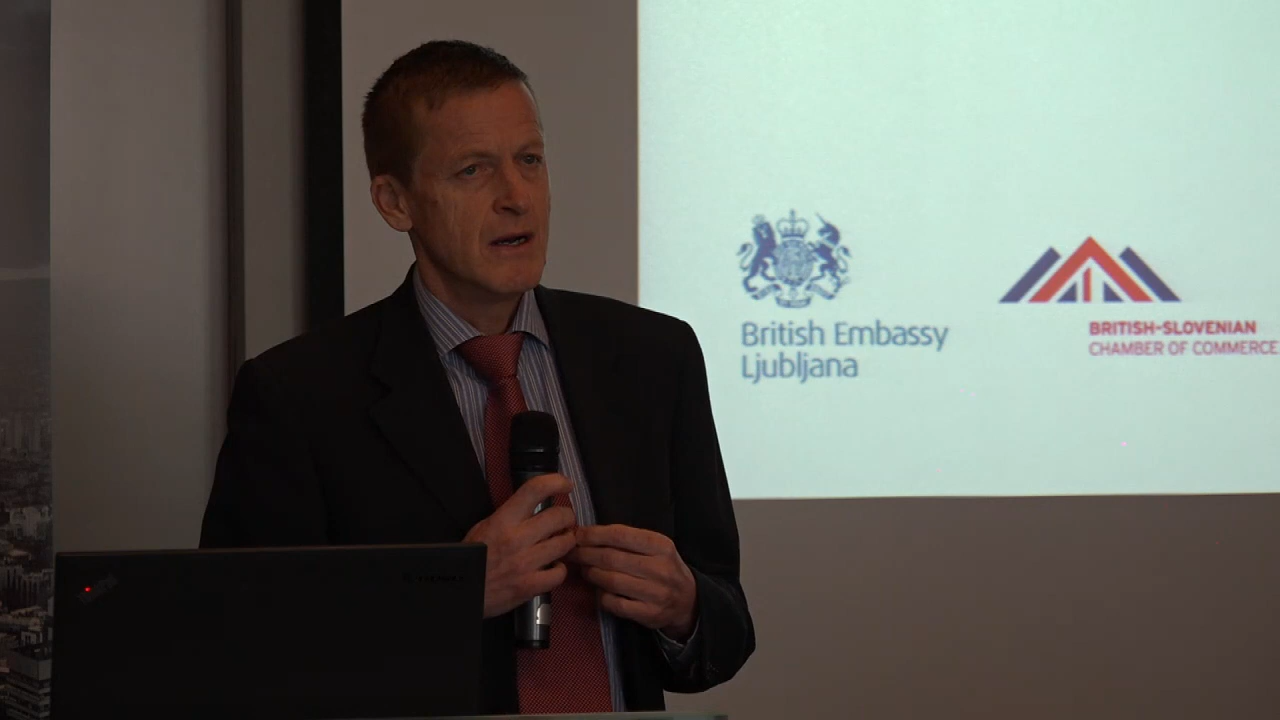 British Embassy
Ljubljana
BRITISH-SLOVENIAN
CHAMBER OF COMMERCE